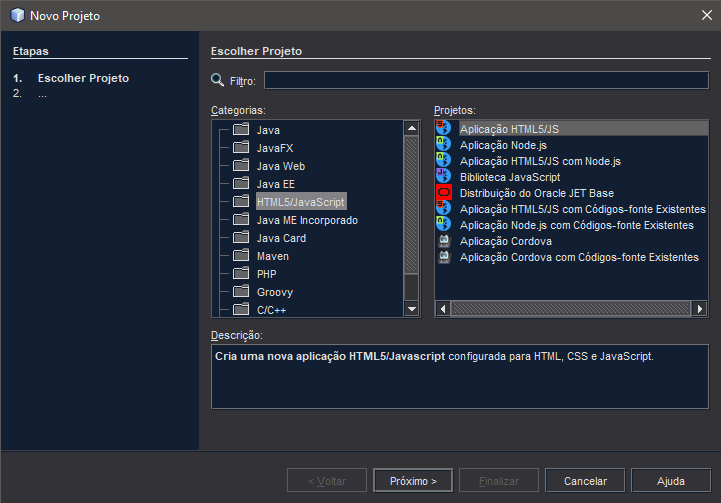 Novo Projeto
Etapas
1. Escolher Projeto
2. ...
Escolher Projeto
Filtro:
Categorias:
Java
JavaFX
Java Web
Java EE
HTML5/JavaScript
Java ME Incorporado
Java Card
Maven
PHP
Groovy
C/C++
Projetos:
Aplicação HTML5/JS
Aplicação Node.js
Aplicação HTML5/JS com Node.js
Biblioteca JavaScript
Distribuição do Oracle JET Base
Aplicação HTML5/JS com Códigos-fonte Existentes
Aplicação Node.js com Códigos-fonte Existentes
Aplicação Cordova
Aplicação Cordova com Códigos-fonte Existentes
Descrição:
Cria uma nova aplicação HTML5/Javascript configurada para HTML, CSS e JavaScript.
< Voltar
Próximo >
Finalizar
Cancelar
Ajuda